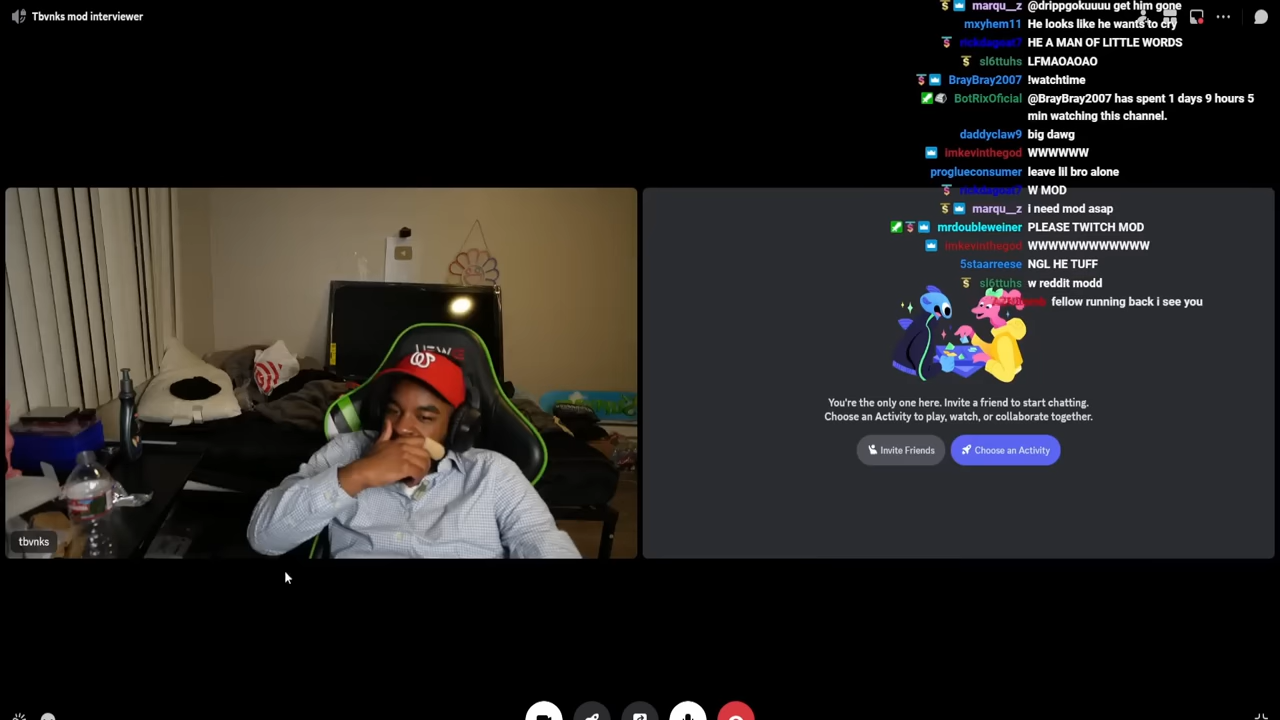 Tbvnks mod interviewer
marqu__z @drippgokuuuu get him gone
mxyhem11 He looks like he wants to cry
rickdagoat7 HE A MAN OF LITTLE WORDS
sl6ttuhs LFMAOAOAO
BrayBray2007 !watchtime
BotRixOficial @BrayBray2007 has spent 1 days 9 hours 5
min watching this channel.
daddyclaw9 big dawg
imkevinthegod WWWWWW
proglueconsumer leave lil bro alone
rickdagoat7 W MOD
marqu__z i need mod asap
mrdoubleweiner PLEASE TWITCH MOD
imkevinthegod WWWWWWWWWWWWW
5staarreese NGL HE TUFF
sl6ttuhs w reddit modd
fellow running back i see you
You're the only one here. Invite a friend to start chatting.
Choose an Activity to play, watch, or collaborate together.
Invite Friends
Choose an Activity
tbvnks